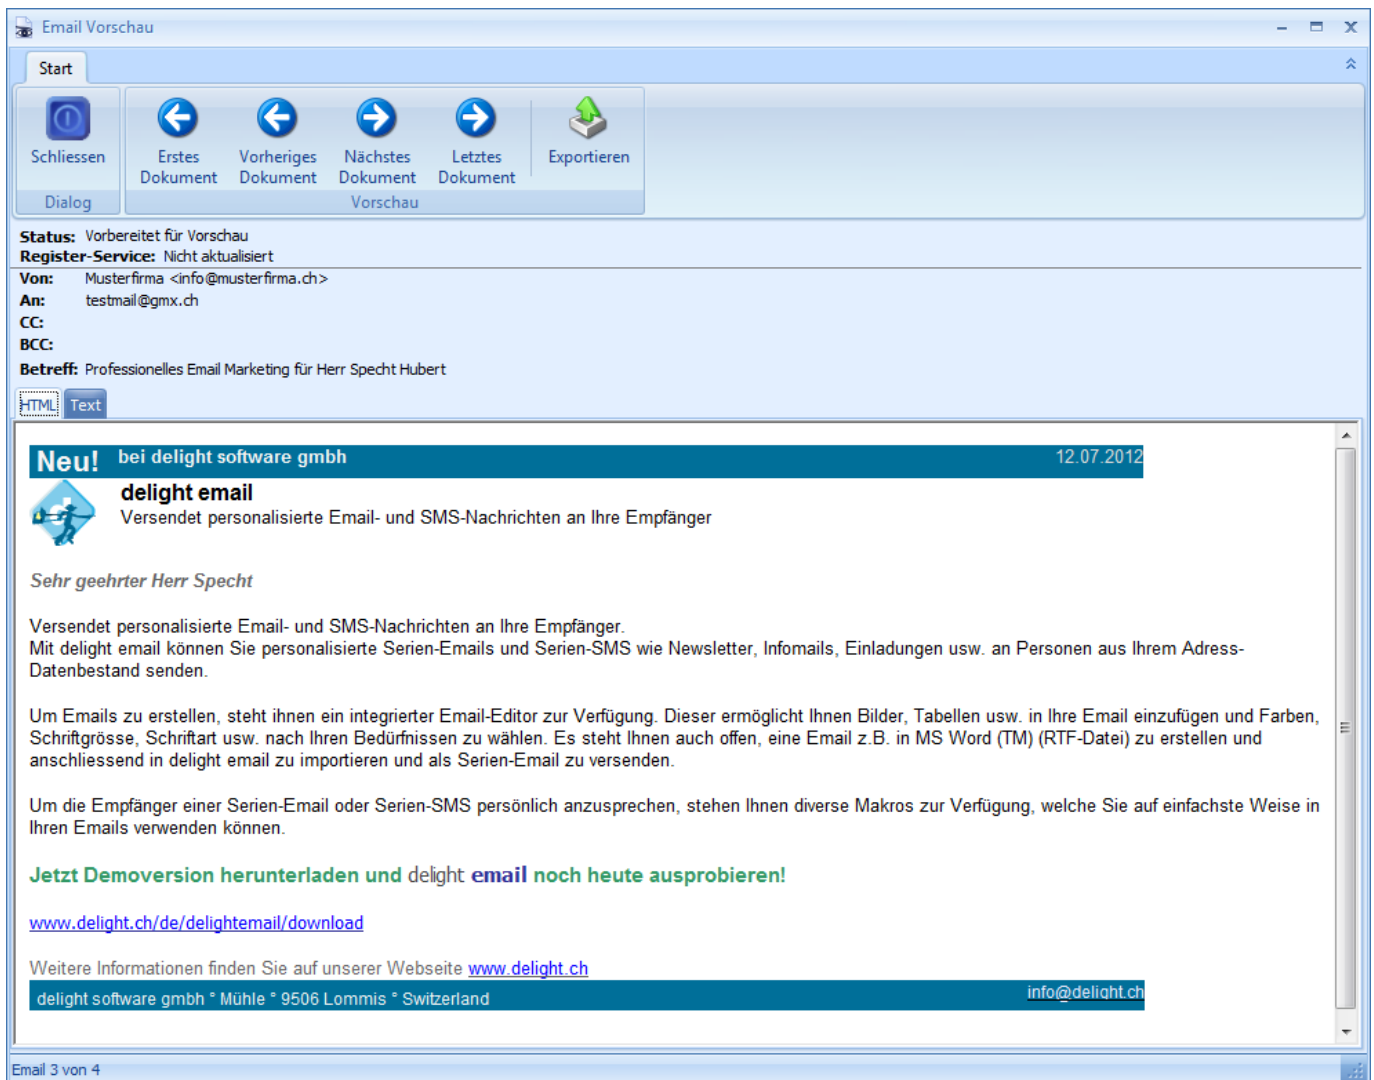 Email Vorschau
Start
Schliessen
Erstes Dokument
Vorheriges Dokument
Nächstes Dokument
Letztes Dokument
Exportieren
Dialog
Vorschau
Status: Vorbereitet für Vorschau
Register-Service: Nicht aktualisiert
Von: Musterfirma <info@musterfirma.ch>
An: testmail@gmx.ch
CC:
BCC:
Betreff: Professionelles Email Marketing für Herr Specht Hubert
HTML Text
Neu! bei delight software gmbh 12.07.2012
delight email
Versendet personalisierte Email- und SMS-Nachrichten an Ihre Empfänger
Sehr geehrter Herr Specht
Versendet personalisierte Email- und SMS-Nachrichten an Ihre Empfänger.
Mit delight email können Sie personalisierte Serien-Emails und Serien-SMS wie Newsletter, Infomails, Einladungen usw. an Personen aus Ihrem Adress-
Datenbestand senden.
Um Emails zu erstellen, steht ihnen ein integrierter Email-Editor zur Verfügung. Dieser ermöglicht Ihnen Bilder, Tabellen usw. in Ihre Email einzufügen und Farben,
Schriftgrösse, Schriftart usw. nach Ihren Bedürfnissen zu wählen. Es steht Ihnen auch offen, eine Email z.B. in MS Word (TM) (RTF-Datei) zu erstellen und
anschliessend in delight email zu importieren und als Serien-Email zu versenden.
Um die Empfänger einer Serien-Email oder Serien-SMS persönlich anzusprechen, stehen Ihnen diverse Makros zur Verfügung, welche Sie auf einfachste Weise in
Ihren Emails verwenden können.
Jetzt Demoversion herunterladen und delight email noch heute ausprobieren!
www.delight.ch/de/delightemail/download
Weitere Informationen finden Sie auf unserer Webseite www.delight.ch
delight software gmbh ° Mühle ° 9506 Lommis ° Switzerland info@delight.ch
Email 3 von 4